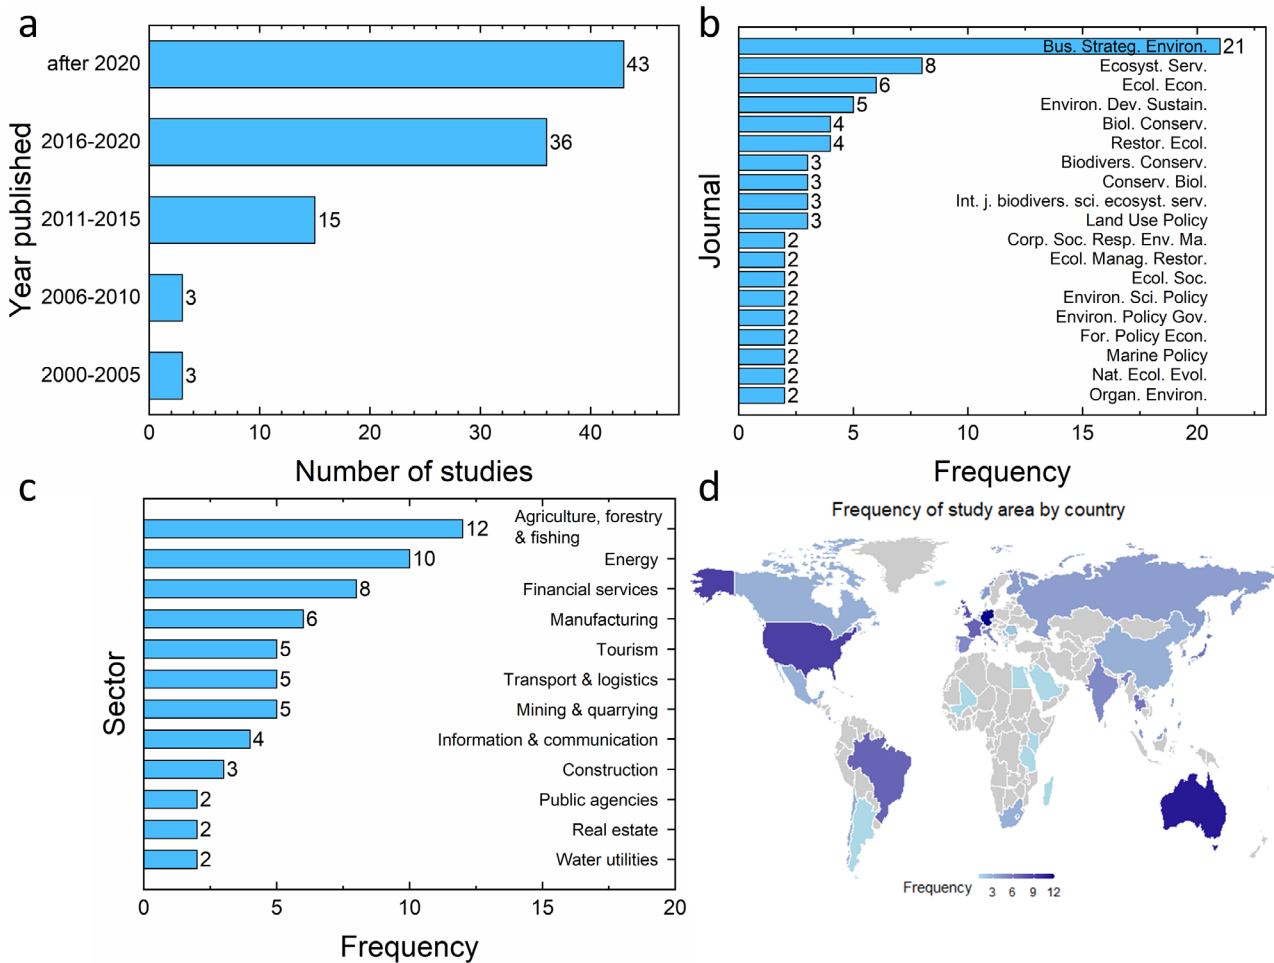 a
Year published
after 2020
43
2016-2020
36
2011-2015
15
2006-2010
3
2000-2005
3
0
10
20
30
40
Number of studies
b
Journal
Bus. Strateg. Environ.
21
Ecosyst. Serv.
8
Ecol. Econ.
6
Environ. Dev. Sustain.
5
Biol. Conserv.
4
Restor. Ecol.
4
Biodivers. Conserv.
3
Conserv. Biol.
3
Int. j. biodivers. sci. ecosyst. serv.
3
Land Use Policy
3
Corp. Soc. Resp. Env. Ma.
2
Ecol. Manag. Restor.
2
Ecol. Soc.
2
Environ. Sci. Policy
2
Environ. Policy Gov.
2
For. Policy Econ.
2
Marine Policy
2
Nat. Ecol. Evol.
2
Organ. Environ.
2
0
5
10
15
20
Frequency
c
Sector
12
Agriculture, forestry
& fishing
10
Energy
8
Financial services
6
Manufacturing
5
Tourism
5
Transport & logistics
5
Mining & quarrying
4
Information & communication
3
Construction
2
Public agencies
2
Real estate
2
Water utilities
0
5
10
15
20
Frequency
d
Frequency of study area by country
Frequency
3
6
9
12